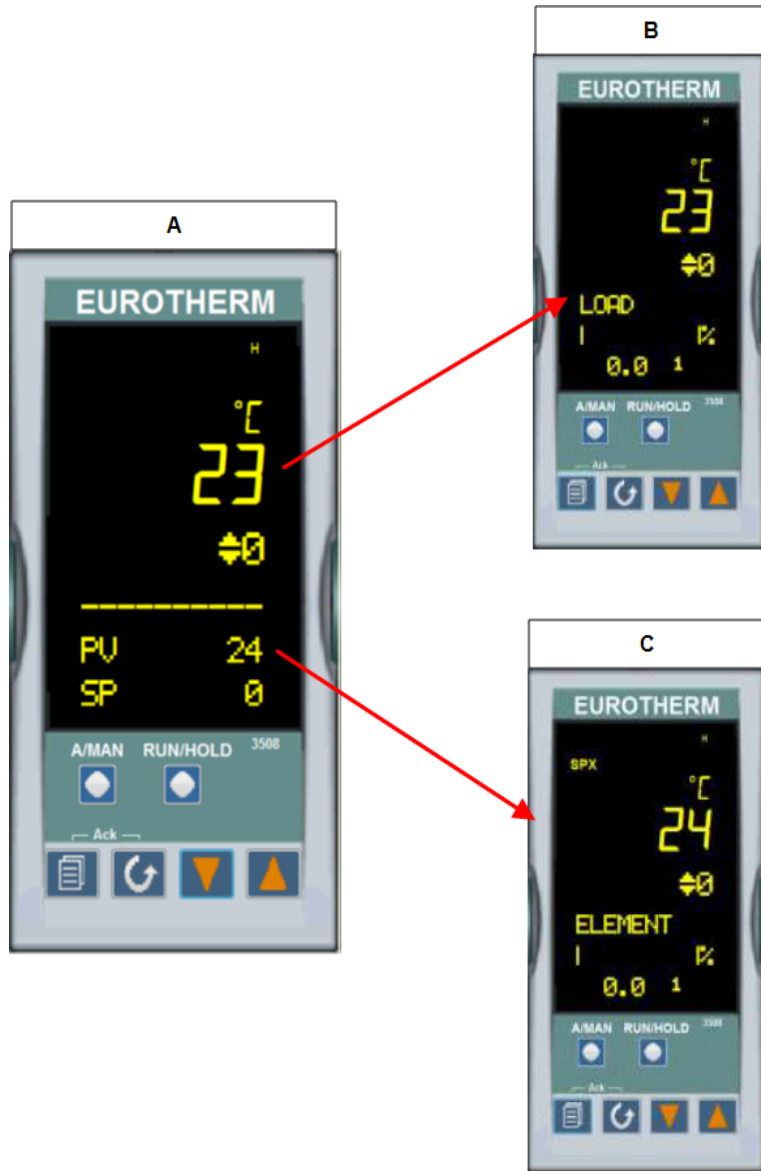 A
EUROTHERM
H
°C
23
0
PV 24
SP 0
A/MAN RUN/HOLD 3508
Ack
B
EUROTHERM
H
°C
23
0
LOAD
%
0.0 1
A/MAN RUN/HOLD 3508
Ack
C
EUROTHERM
H
SPX
°C
24
0
ELEMENT
%
0.0 1
A/MAN RUN/HOLD 3508
Ack